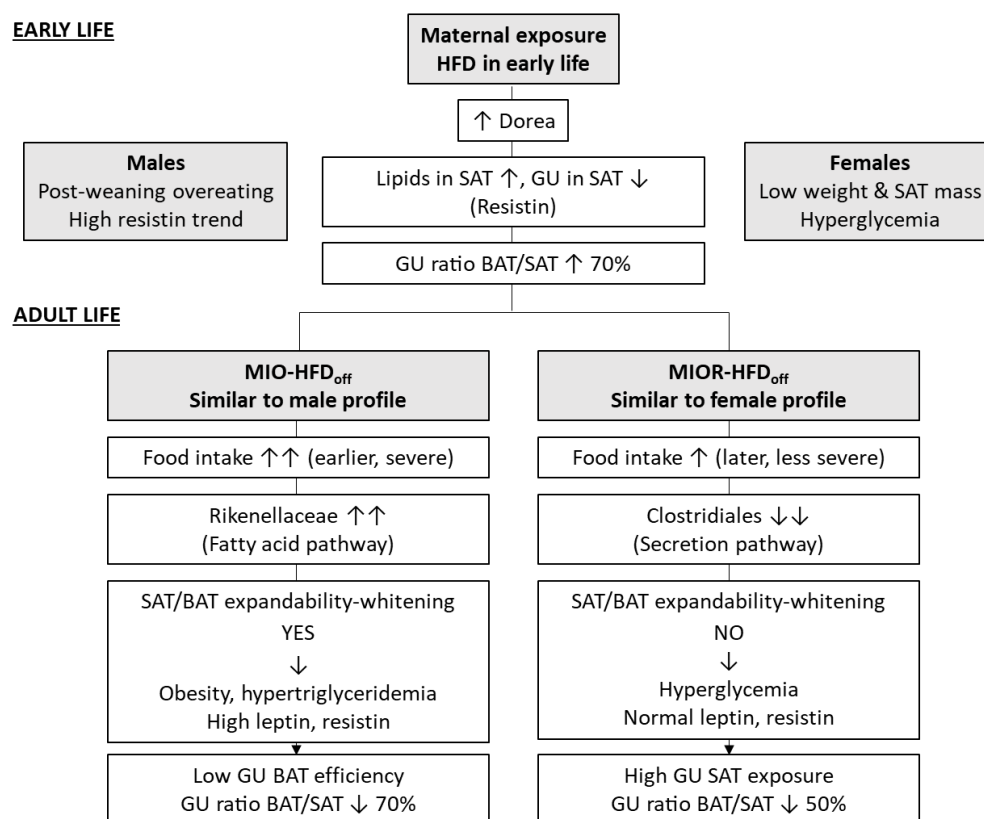 EARLY LIFE
Maternal exposure
HFD in early life
↑ Dorea
Males
Post-weaning overeating
High resistin trend
Lipids in SAT ↑, GU in SAT ↓
(Resistin)
Females
Low weight & SAT mass
Hyperglycemia
GU ratio BAT/SAT ↑ 70%
ADULT LIFE
MIO-HFDoff
Similar to male profile
Food intake ↑↑ (earlier, severe)
Rikenellaceae ↑↑
(Fatty acid pathway)
SAT/BAT expandability-whitening
YES
↓
Obesity, hypertriglyceridemia
High leptin, resistin
Low GU BAT efficiency
GU ratio BAT/SAT ↓ 70%
MIOR-HFDoff
Similar to female profile
Food intake ↑ (later, less severe)
Clostridiales ↓↓
(Secretion pathway)
SAT/BAT expandability-whitening
NO
↓
Hyperglycemia
Normal leptin, resistin
High GU SAT exposure
GU ratio BAT/SAT ↓ 50%